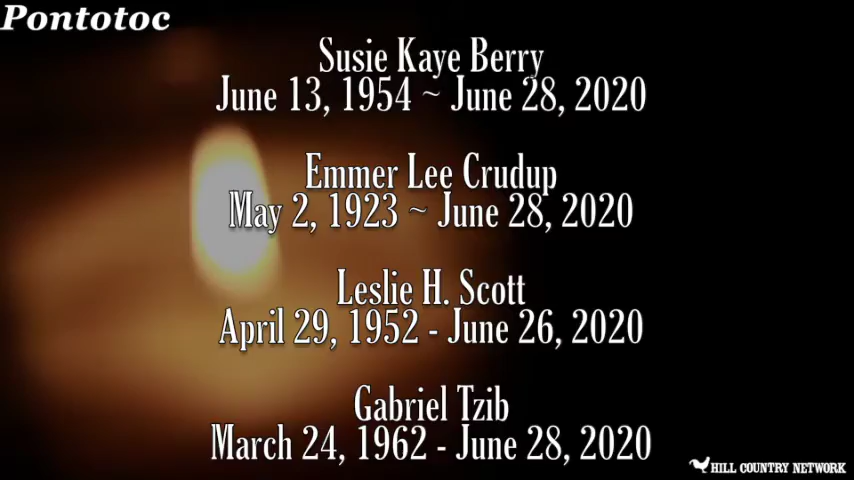 Pontotoc
Susie Kaye Berry
June 13, 1954 ~ June 28, 2020
Emmer Lee Crudup
May 2, 1923 ~ June 28, 2020
Leslie H. Scott
April 29, 1952 - June 26, 2020
Gabriel Tzib
March 24, 1962 - June 28, 2020
HILL COUNTRY NETWORK